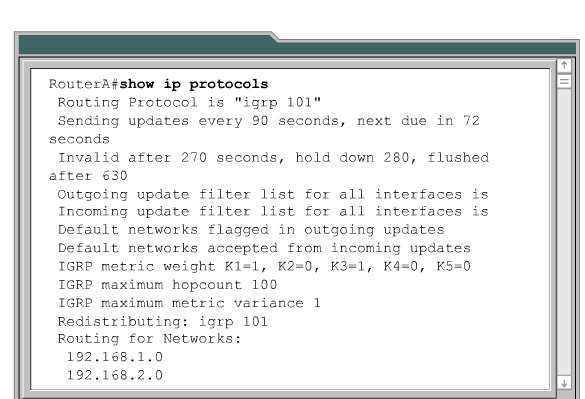 RouterA#show ip protocols
Routing Protocol is "igrp 101"
Sending updates every 90 seconds, next due in 72
seconds
Invalid after 270 seconds, hold down 280, flushed
after 630
Outgoing update filter list for all interfaces is
Incoming update filter list for all interfaces is
Default networks flagged in outgoing updates
Default networks accepted from incoming updates
IGRP metric weight K1=1, K2=0, K3=1, K4=0, K5=0
IGRP maximum hopcount 100
IGRP maximum metric variance 1
Redistributing: igrp 101
Routing for Networks:
192.168.1.0
192.168.2.0